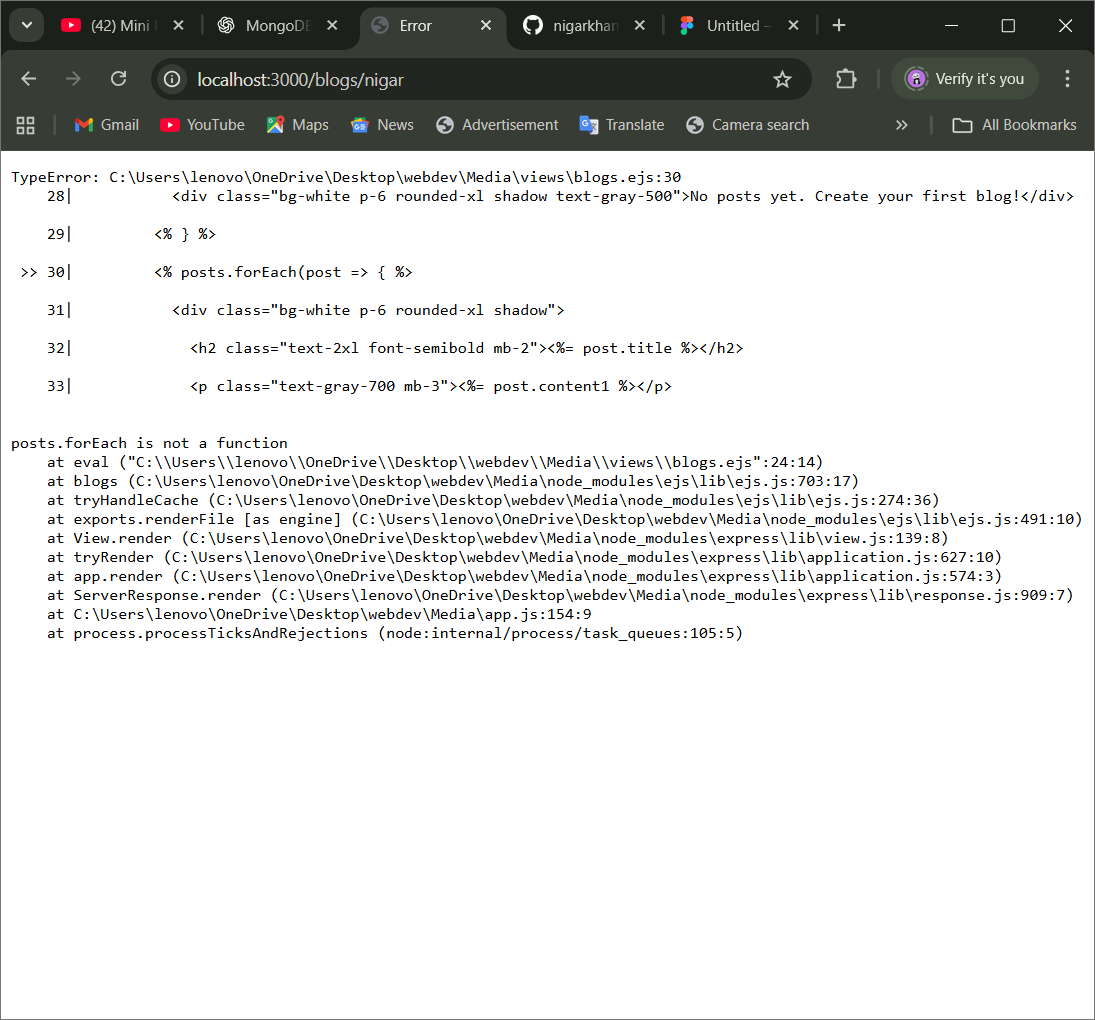 (42) Mini
MongoDB
Error
nigarkhan
Untitled –
localhost:3000/blogs/nigar
Verify it's you
Gmail
YouTube
Maps
News
Advertisement
Translate
Camera search
All Bookmarks
TypeError: C:\Users\lenovo\OneDrive\Desktop\webdev\Media\views\blogs.ejs:30
28| <div class="bg-white p-6 rounded-xl shadow text-gray-500">No posts yet. Create your first blog!</div>
29| <% } %>
>> 30| <% posts.forEach(post => { %>
31| <div class="bg-white p-6 rounded-xl shadow">
32| <h2 class="text-2xl font-semibold mb-2"><%= post.title %></h2>
33| <p class="text-gray-700 mb-3"><%= post.content1 %></p>
posts.forEach is not a function
at eval ("C:\\Users\\lenovo\\OneDrive\\Desktop\\webdev\\Media\\views\\blogs.ejs":24:14)
at blogs (C:\Users\lenovo\OneDrive\Desktop\webdev\Media\node_modules\ejs\lib\ejs.js:703:17)
at tryHandleCache (C:\Users\lenovo\OneDrive\Desktop\webdev\Media\node_modules\ejs\lib\ejs.js:274:36)
at exports.renderFile [as engine] (C:\Users\lenovo\OneDrive\Desktop\webdev\Media\node_modules\ejs\lib\ejs.js:491:10)
at View.render (C:\Users\lenovo\OneDrive\Desktop\webdev\Media\node_modules\express\lib\view.js:139:8)
at tryRender (C:\Users\lenovo\OneDrive\Desktop\webdev\Media\node_modules\express\lib\application.js:627:10)
at app.render (C:\Users\lenovo\OneDrive\Desktop\webdev\Media\node_modules\express\lib\application.js:574:3)
at ServerResponse.render (C:\Users\lenovo\OneDrive\Desktop\webdev\Media\node_modules\express\lib\response.js:909:7)
at C:\Users\lenovo\OneDrive\Desktop\webdev\Media\app.js:154:9
at process.processTicksAndRejections (node:internal/process/task_queues:105:5)